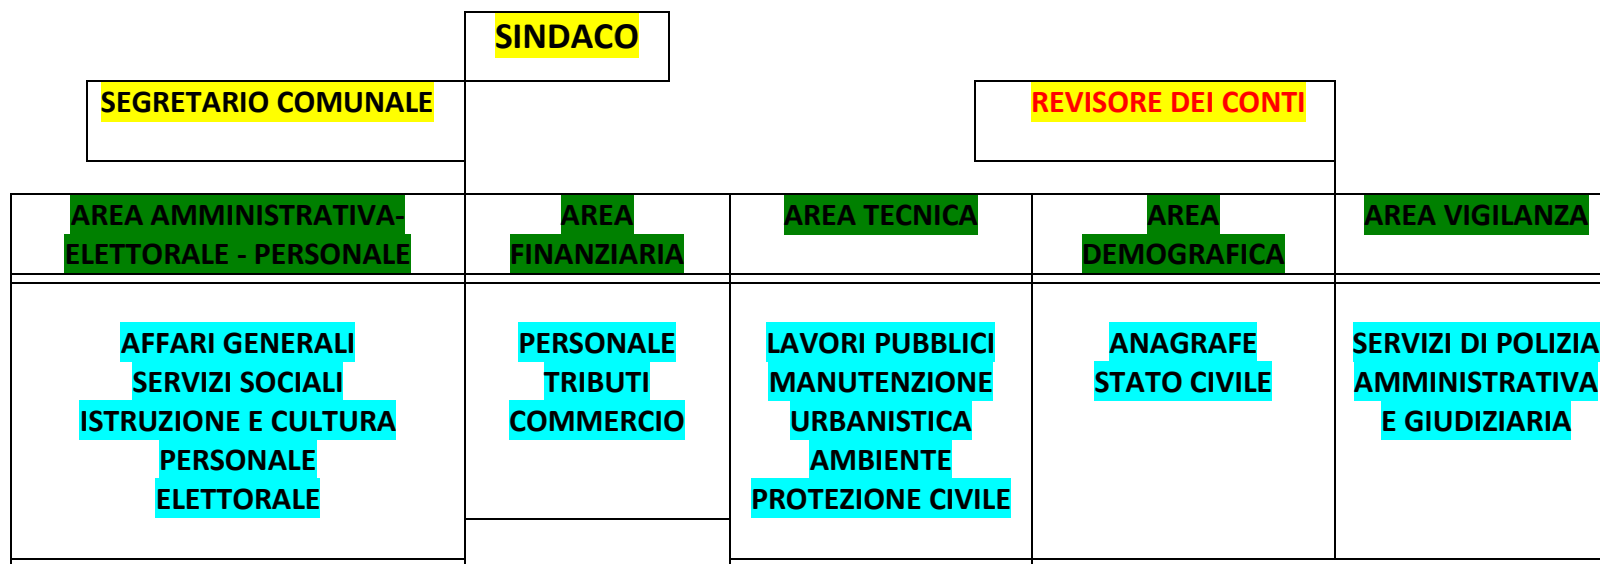 SINDACO
SEGRETARIO COMUNALE
REVISORE DEI CONTI
AREA AMMINISTRATIVA-
ELETTORALE - PERSONALE
AREA
FINANZIARIA
AREA TECNICA
AREA
DEMOGRAFICA
AREA VIGILANZA
AFFARI GENERALI
SERVIZI SOCIALI
ISTRUZIONE E CULTURA
PERSONALE
ELETTORALE
PERSONALE
TRIBUTI
COMMERCIO
LAVORI PUBBLICI
MANUTENZIONE
URBANISTICA
AMBIENTE
PROTEZIONE CIVILE
ANAGRAFE
STATO CIVILE
SERVIZI DI POLIZIA
AMMINISTRATIVA
E GIUDIZIARIA